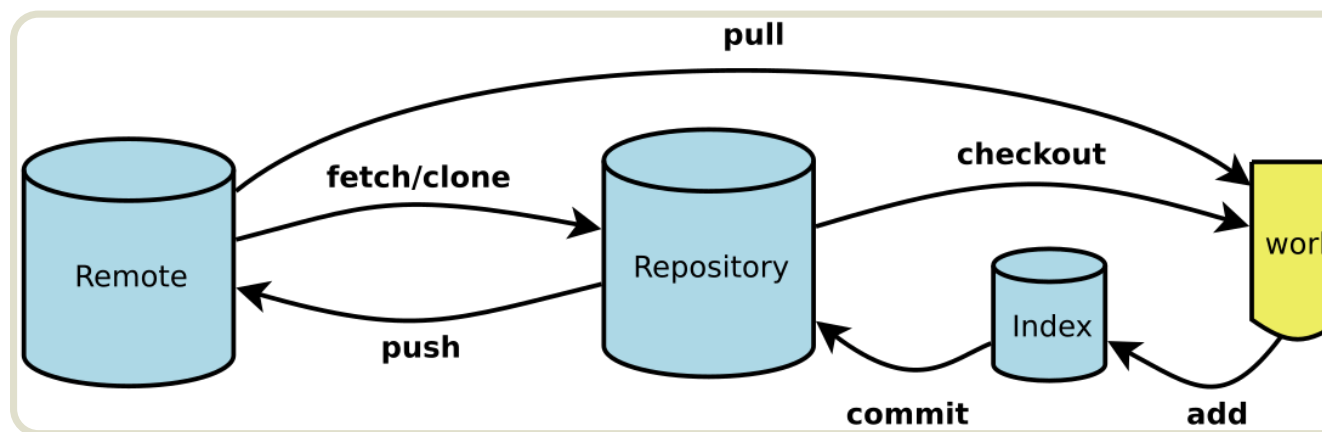 pull
checkout
fetch/clone
Remote
Repository
Index
push
commit
add